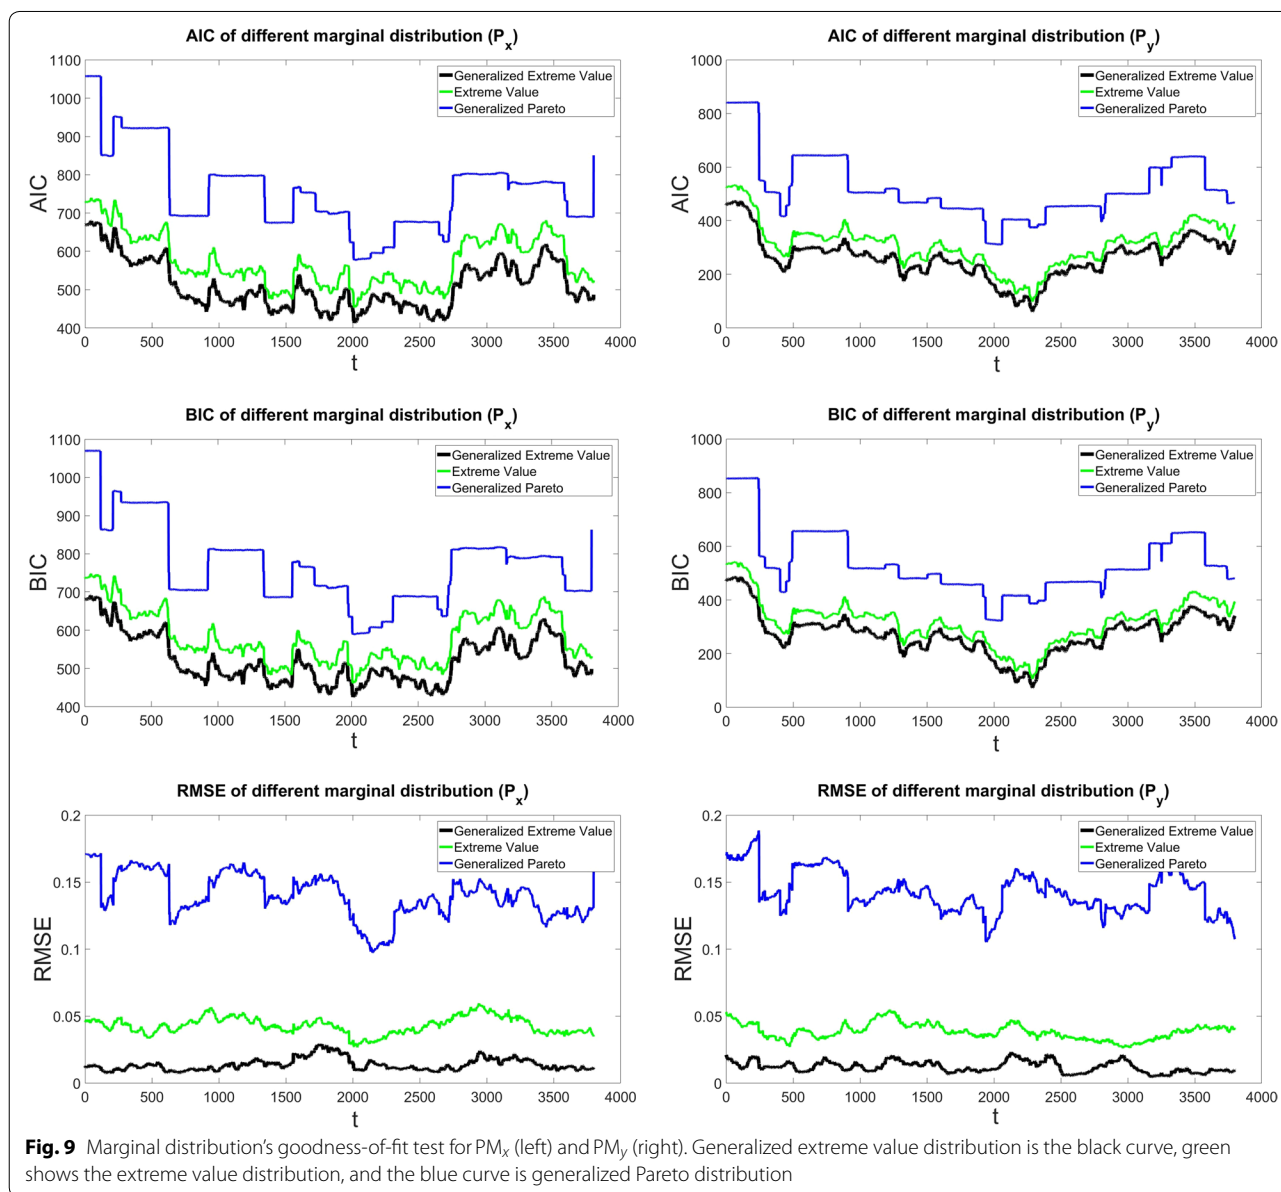 AIC of different marginal distribution (Px)
1100
1000
900
800
700
600
500
400
AIC
0 500 1000 1500 2000 2500 3000 3500 4000
t
Generalized Extreme Value
Extreme Value
Generalized Pareto
AIC of different marginal distribution (Py)
1000
800
600
400
200
0
AIC
0 500 1000 1500 2000 2500 3000 3500 4000
t
Generalized Extreme Value
Extreme Value
Generalized Pareto
BIC of different marginal distribution (Px)
1100
1000
900
800
700
600
500
400
BIC
0 500 1000 1500 2000 2500 3000 3500 4000
t
Generalized Extreme Value
Extreme Value
Generalized Pareto
BIC of different marginal distribution (Py)
1000
800
600
400
200
0
BIC
0 500 1000 1500 2000 2500 3000 3500 4000
t
Generalized Extreme Value
Extreme Value
Generalized Pareto
RMSE of different marginal distribution (Px)
0.2
0.15
0.1
0.05
0
RMSE
0 500 1000 1500 2000 2500 3000 3500 4000
t
Generalized Extreme Value
Extreme Value
Generalized Pareto
RMSE of different marginal distribution (Py)
0.2
0.15
0.1
0.05
0
RMSE
0 500 1000 1500 2000 2500 3000 3500 4000
t
Generalized Extreme Value
Extreme Value
Generalized Pareto
Fig. 9 Marginal distribution's goodness-of-fit test for PMx (left) and PMy (right). Generalized extreme value distribution is the black curve, green
shows the extreme value distribution, and the blue curve is generalized Pareto distribution